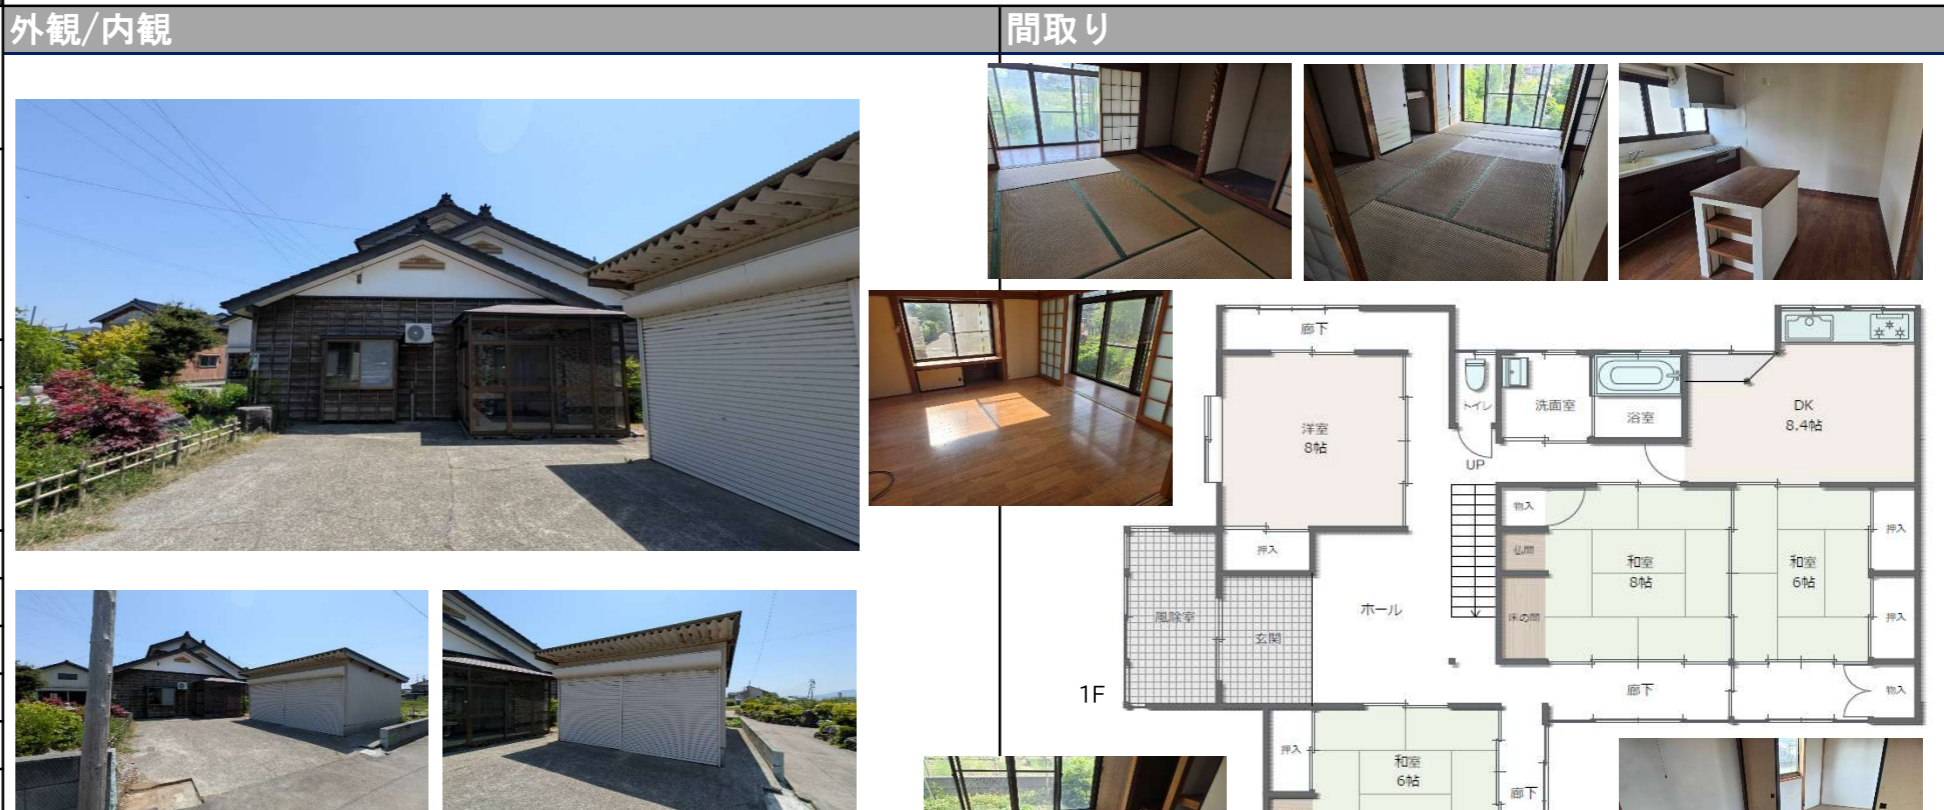 外観/内観
間取り
廊下
トイレ
洗面室
浴室
DK
8.4帖
洋室
8帖
UP
物入
押入
押入
仏間
和室
8帖
和室
6帖
風除室
玄関
ホール
床の間
押入
1F
廊下
物入
押入
和室
6帖
廊下